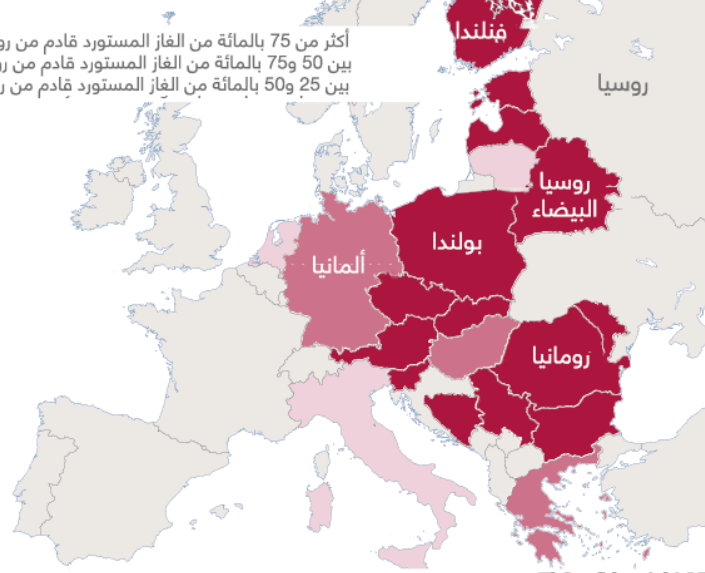 أكثر من 75 بالمائة من الغاز المستورد قادم من
بين 50 و75 بالمائة من الغاز المستورد قادم من
بين 25 و50 بالمائة من الغاز المستورد قادم من
فنلندا
روسيا
روسيا
البيضاء
بولندا
ألمانيا
رومانيا